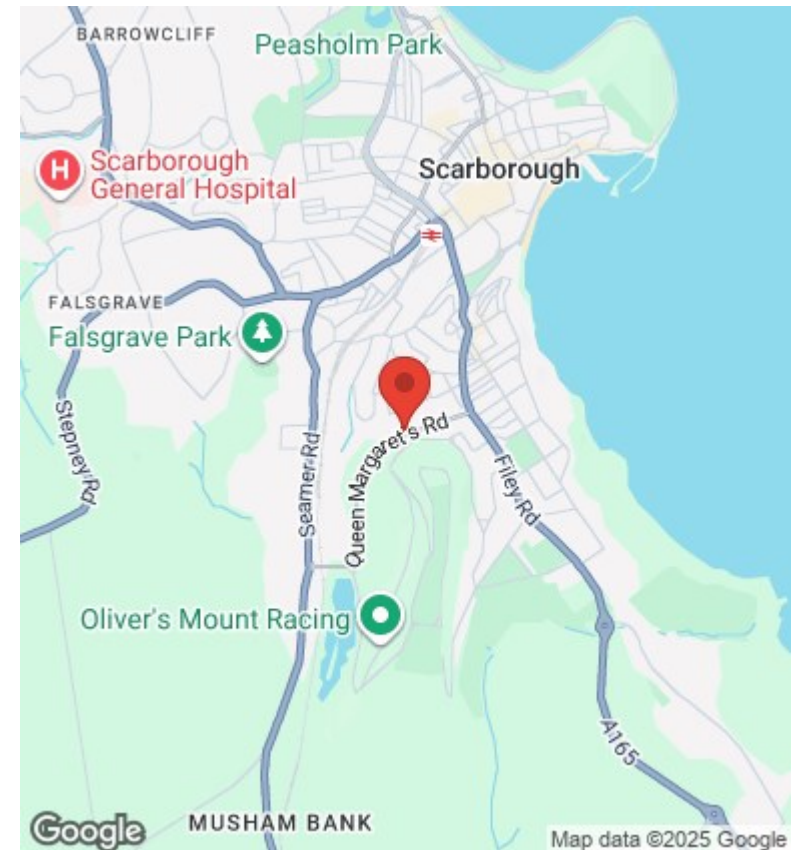 BARROWCLIFF
Peasholm Park
H
Scarborough
General Hospital
Scarborough
FALSGRAVE
Falsgrave Park
Stepney Rd
Seamer Rd
Queen Margaret's Rd
Filey Rd
Oliver's Mount Racing
A165
MUSHAM BANK
Google
Map data ©2025 Google